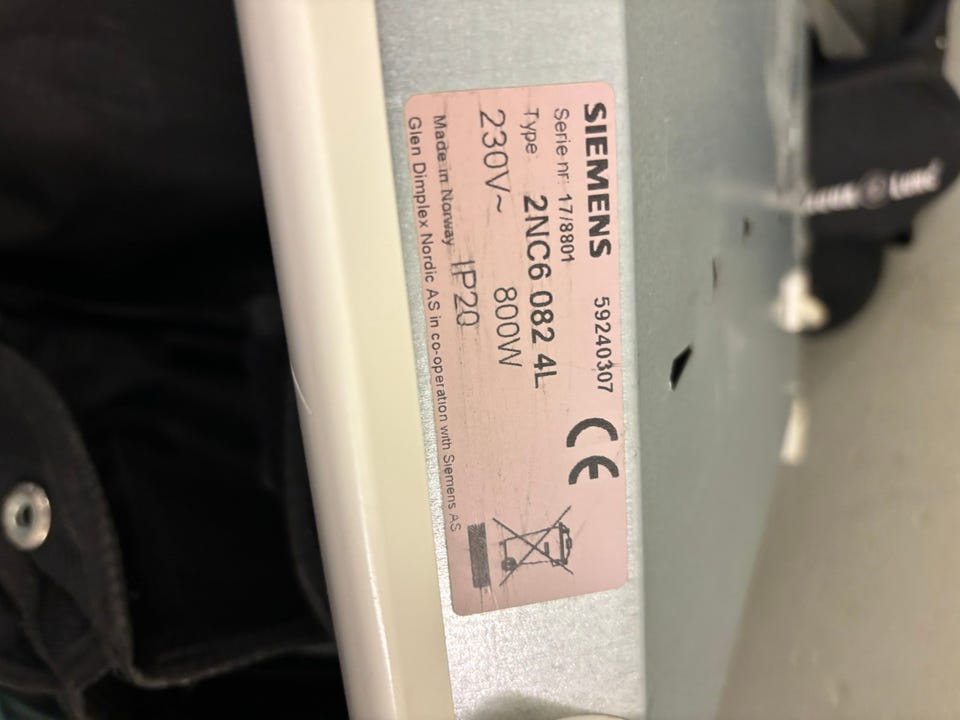 SIEMENS 59240307
Serie nr: 17/8801
Type: 2NC6 082 4L
230V~ 800W
Made in Norway IP20
Glen Dimplex Nordic AS in co-operation with Siemens AS
CE